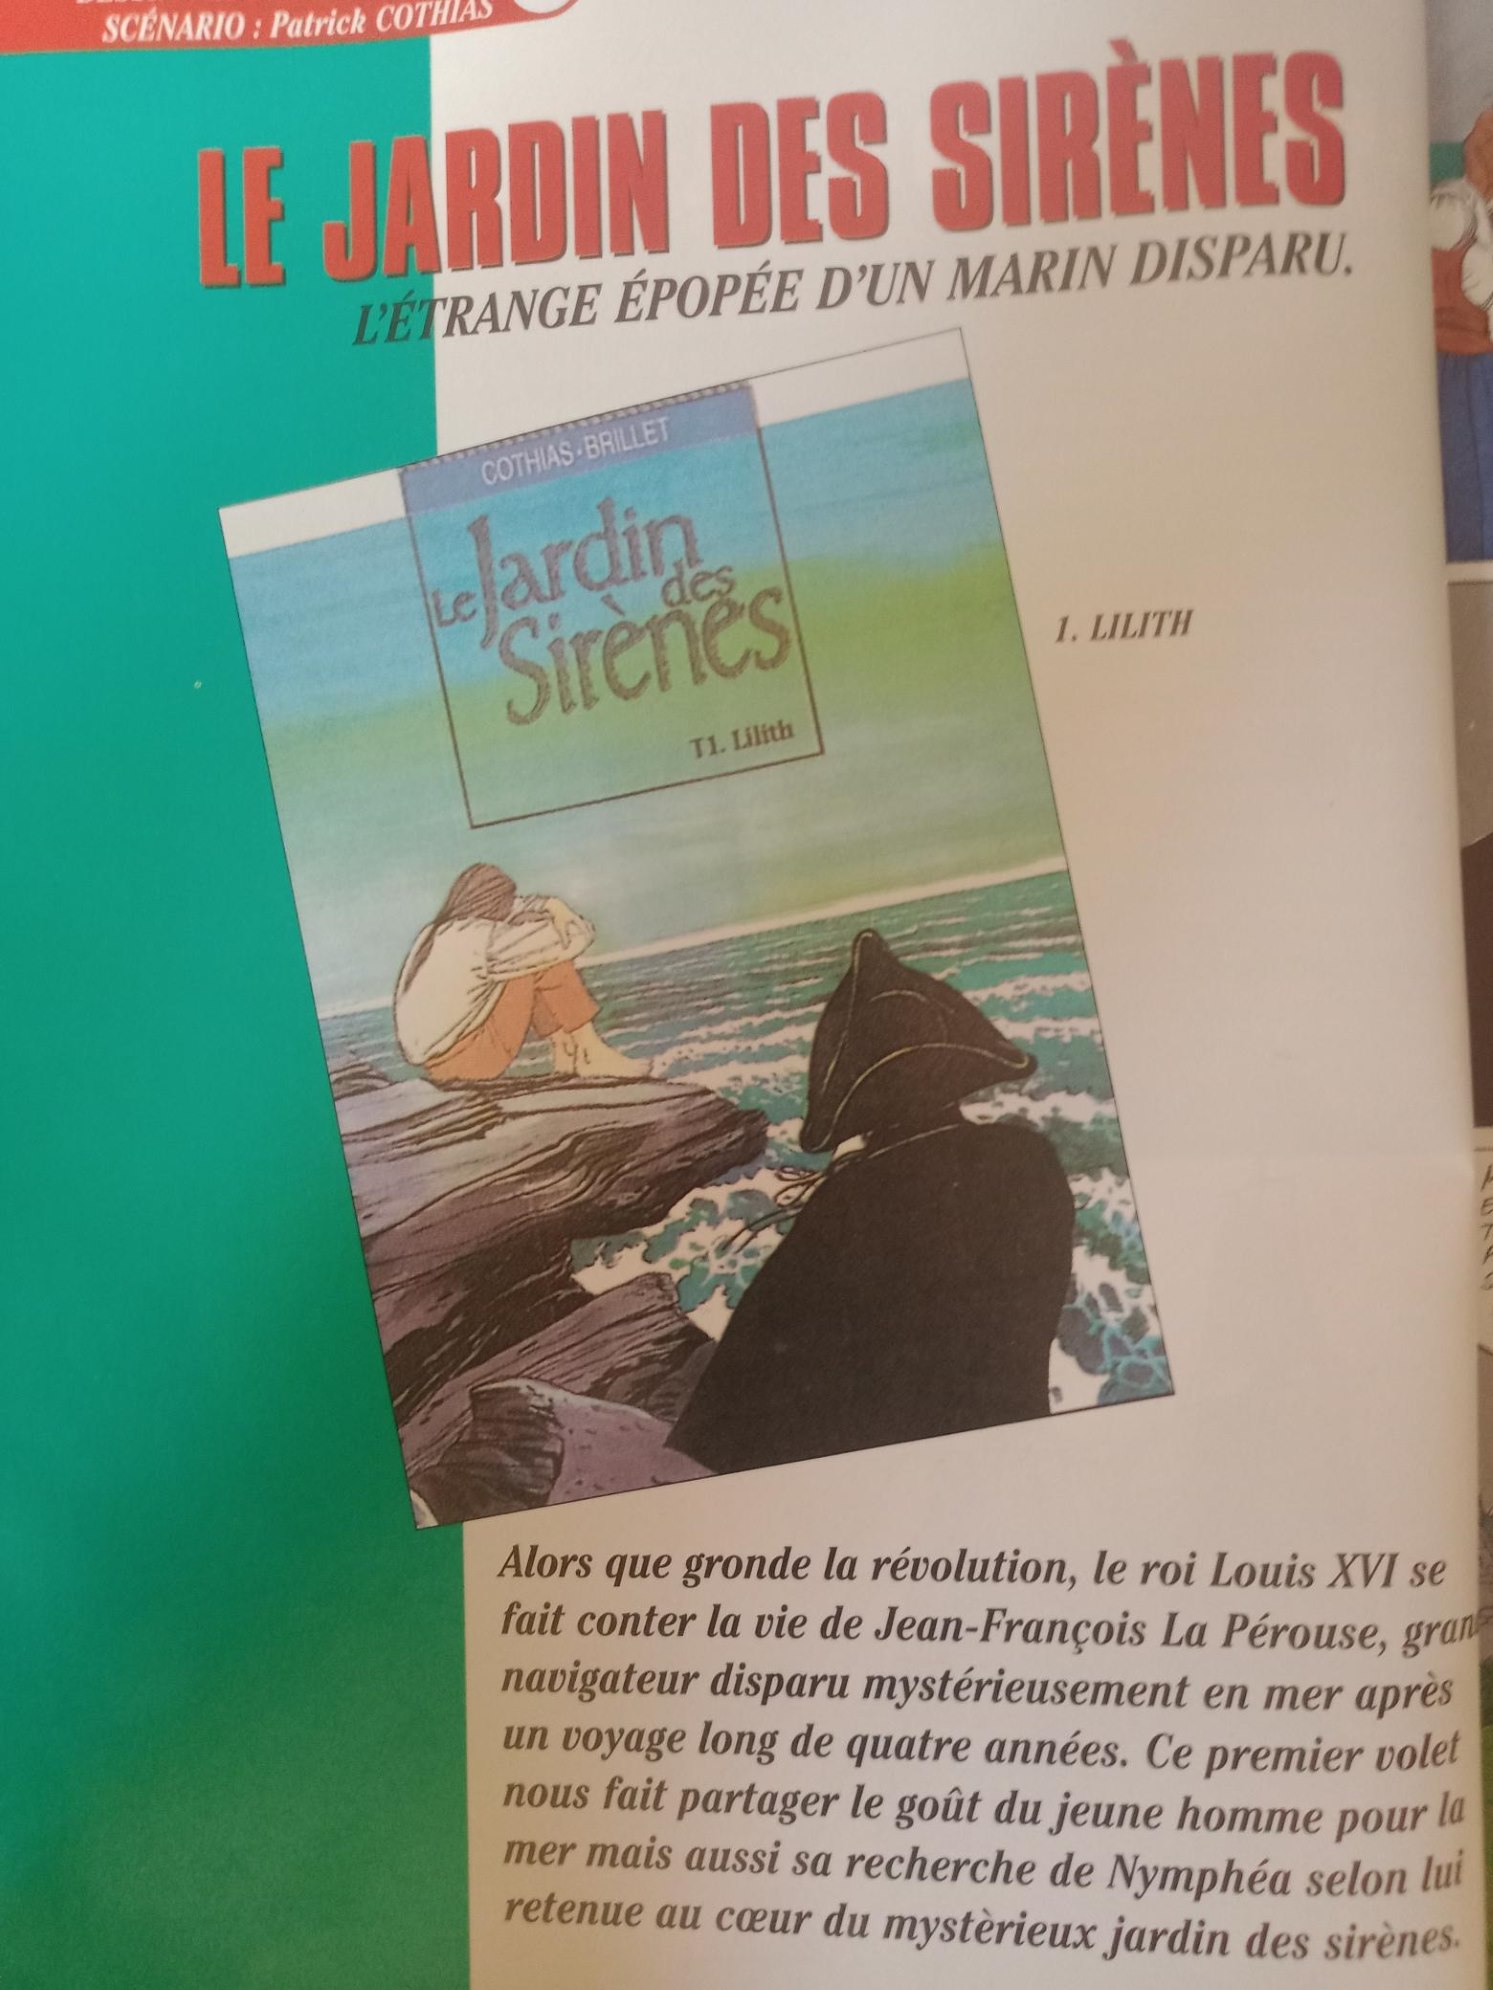 SCÉNARIO : Patrick COTHIAS
LE JARDIN DES SIRÈNES
L'ÉTRANGE ÉPOPÉE D'UN MARIN DISPARU.
COTHIAS-BRILLET
Le Jardin
des
Sirènes
T1. Lilith
1. LILITH
Alors que gronde la révolution, le roi Louis XVI se
fait conter la vie de Jean-François La Pérouse,
navigateur disparu mystérieusement en mer après
un voyage long de quatre années. Ce premier volet
nous fait partager le goût du jeune homme pour la
mer mais aussi sa recherche de Nymphéa selon lui
retenue au cœur du mystèrieux jardin des sirènes.